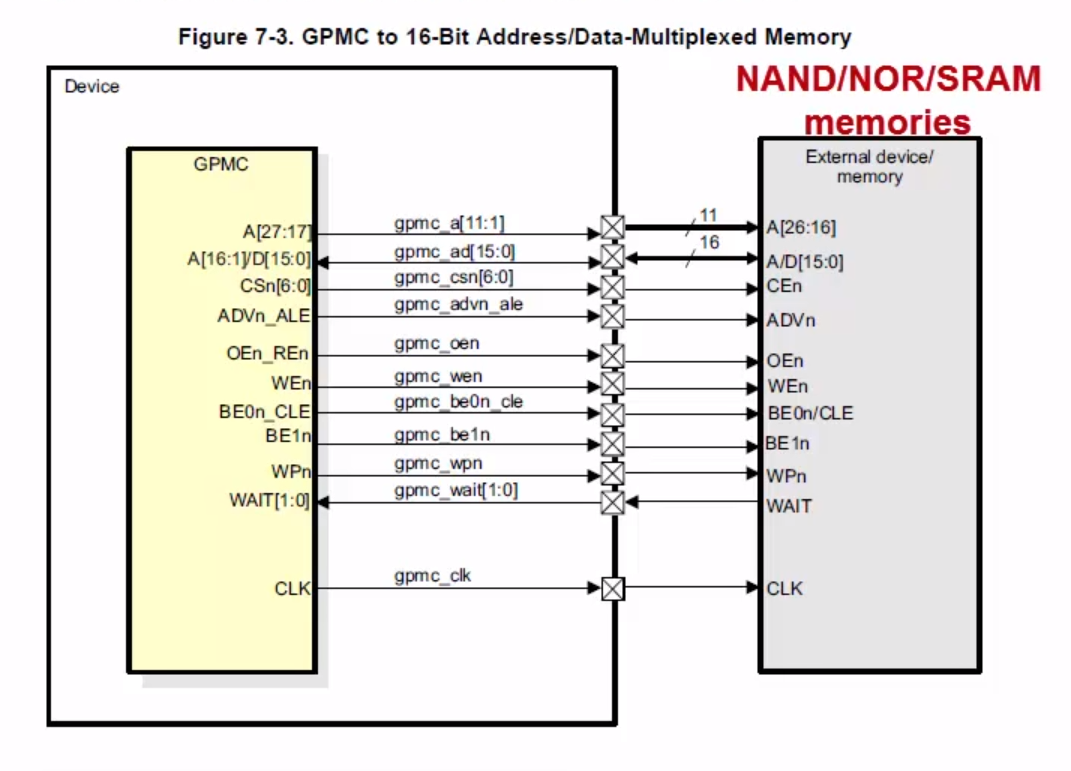 Figure 7-3. GPMC to 16-Bit Address/Data-Multiplexed Memory
NAND/NOR/SRAM
memories
Device
GPMC
External device/
memory
A[27:17]
gpmc_a[11:1]
11
A[26:16]
A[16:1]/D[15:0]
gpmc_ad[15:0]
16
A/D[15:0]
CSn[6:0]
gpmc_csn[6:0]
CEn
ADVn_ALE
gpmc_advn_ale
ADVn
OEn_REn
gpmc_oen
OEn
WEn
gpmc_wen
WEn
BE0n_CLE
gpmc_be0n_cle
BE0n/CLE
BE1n
gpmc_be1n
BE1n
WPn
gpmc_wpn
WPn
WAIT[1:0]
gpmc_wait[1:0]
WAIT
CLK
gpmc_clk
CLK